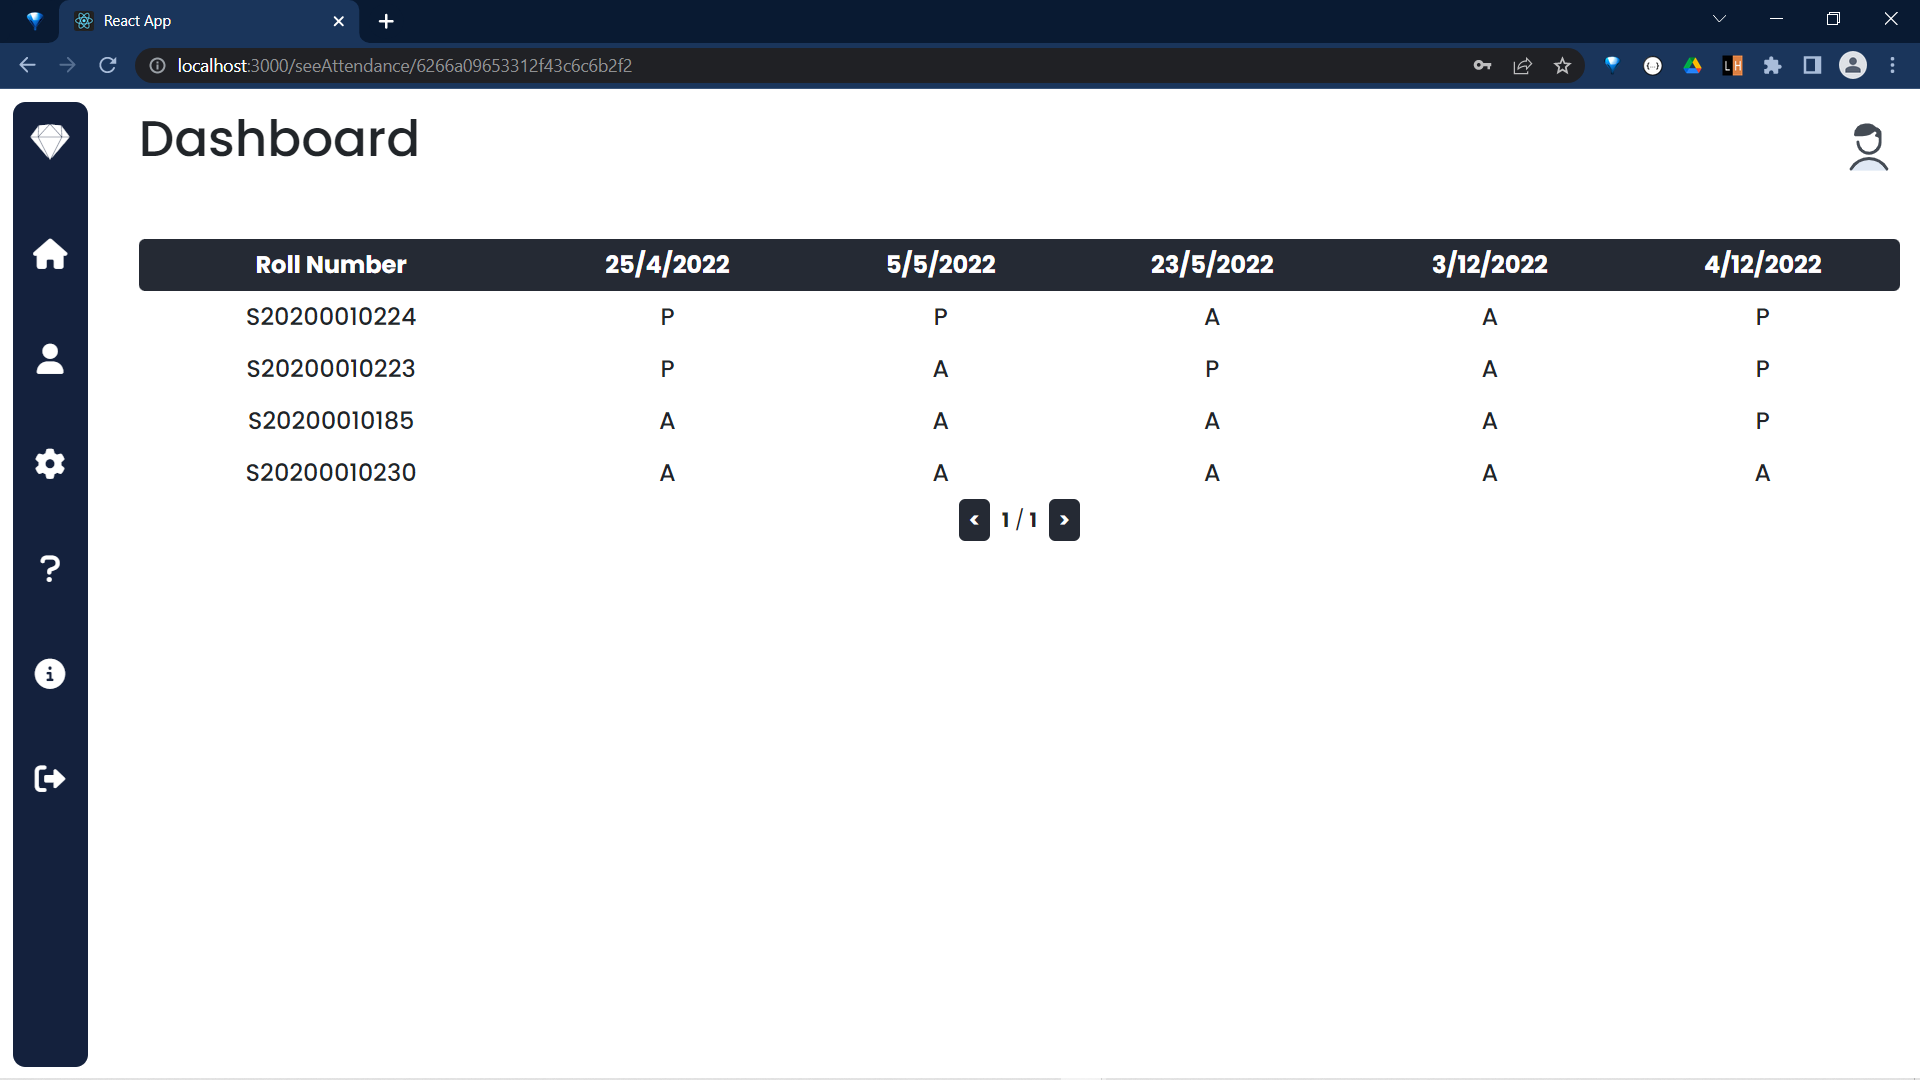 React App
localhost:3000/seeAttendance/6266a09653312f43c6c6b2f2
LH
Dashboard
Roll Number 25/4/2022 5/5/2022 23/5/2022 3/12/2022 4/12/2022
S20200010224 P P A A P
S20200010223 P A P A P
S20200010185 A A A A P
S20200010230 A A A A A
< 1 / 1 >